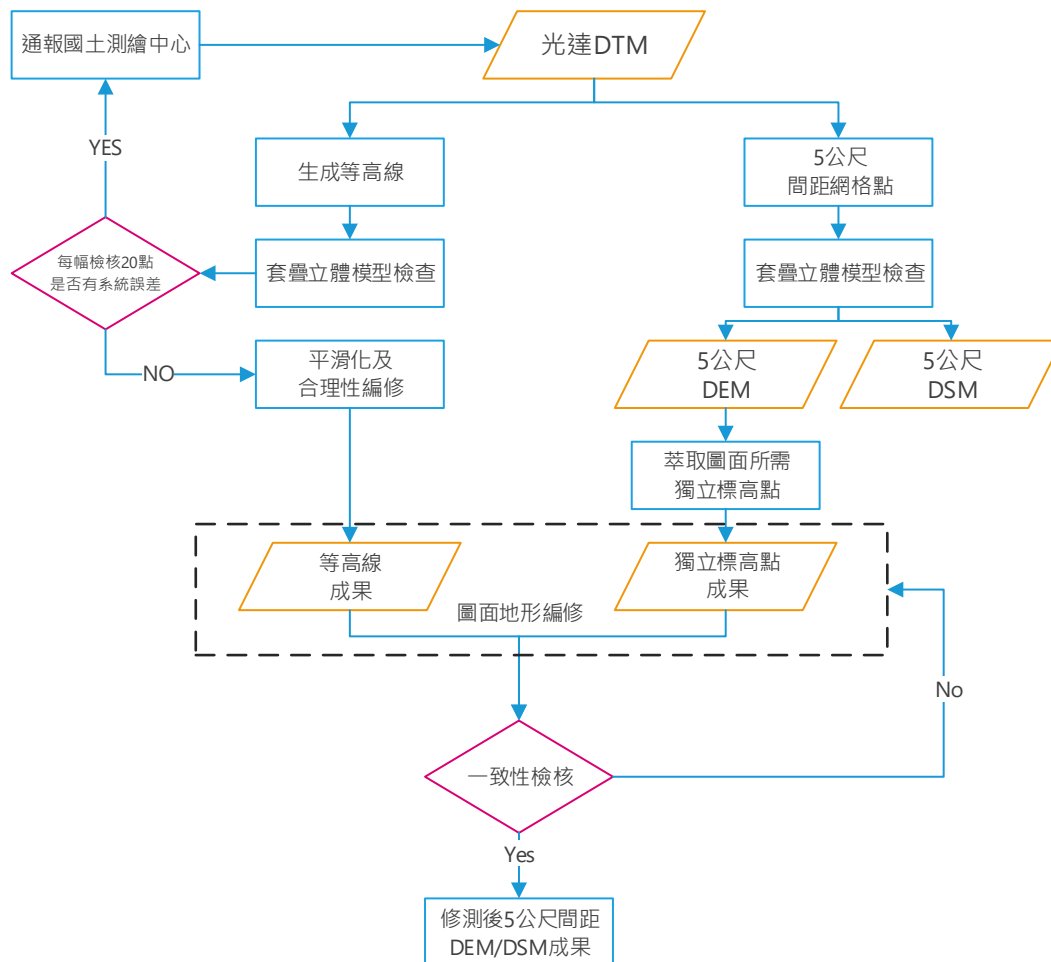 通報國土測繪中心
光達DTM
YES
生成等高線
5公尺
間距網格點
每幅檢核20點
是否有系統誤差
套疊立體模型檢查
套疊立體模型檢查
NO
平滑化及
合理性編修
5公尺
DEM
5公尺
DSM
萃取圖面所需
獨立標高點
等高線
成果
獨立標高點
成果
圖面地形編修
No
一致性檢核
Yes
修測後5公尺間距
DEM/DSM成果